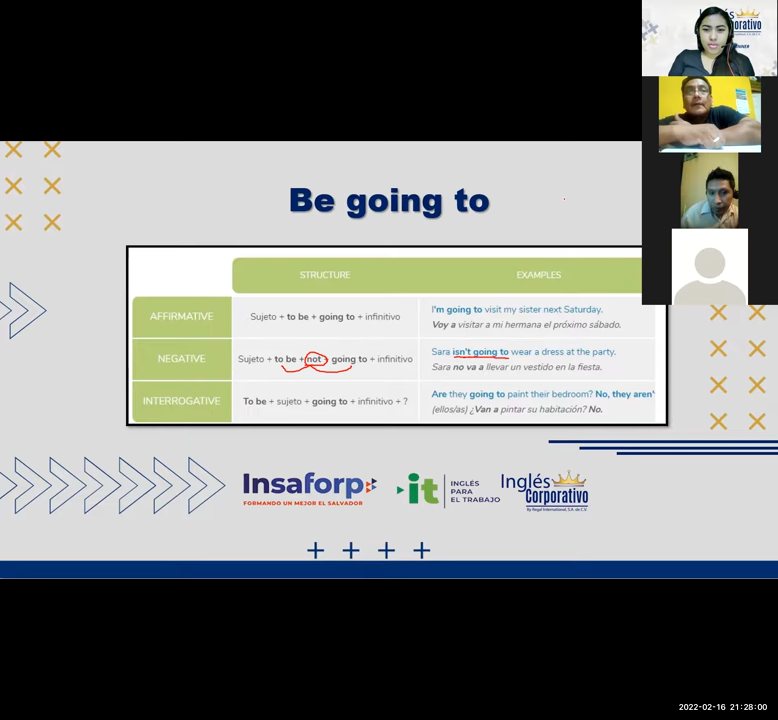 Inglés
Corporativo
Be going to
STRUCTURE
EXAMPLES
AFFIRMATIVE
Sujeto + to be + going to + infinitivo
I'm going to visit my sister next Saturday.
Voy a visitar a mi hermana el próximo sábado.
NEGATIVE
Sujeto + to be + not + going to + infinitivo
Sara isn't going to wear a dress at the party.
Sara no va a llevar un vestido en la fiesta.
INTERROGATIVE
To be + sujeto + going to + infinitivo + ?
Are they going to paint their bedroom? No, they aren'
(ellos/as) ¿Van a pintar su habitación? No.
Insaforp
FORMANDO UN MEJOR EL SALVADOR
it
INGLÉS
PARA
EL TRABAJO
Inglés
Corporativo
By Regal International, S.A. de C.V.
2022-02-16 21:28:00